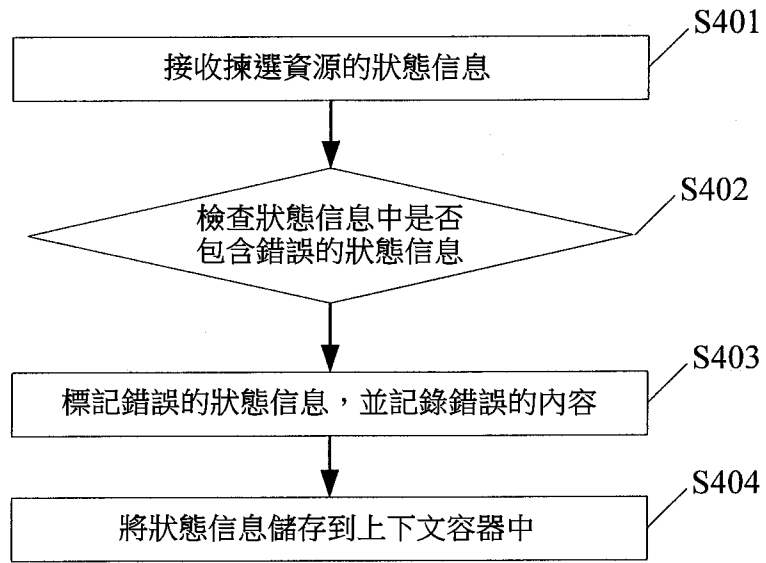 S401
接收揀選資源的狀態信息
S402
檢查狀態信息中是否
包含錯誤的狀態信息
S403
標記錯誤的狀態信息，並記錄錯誤的內容
S404
將狀態信息儲存到上下文容器中